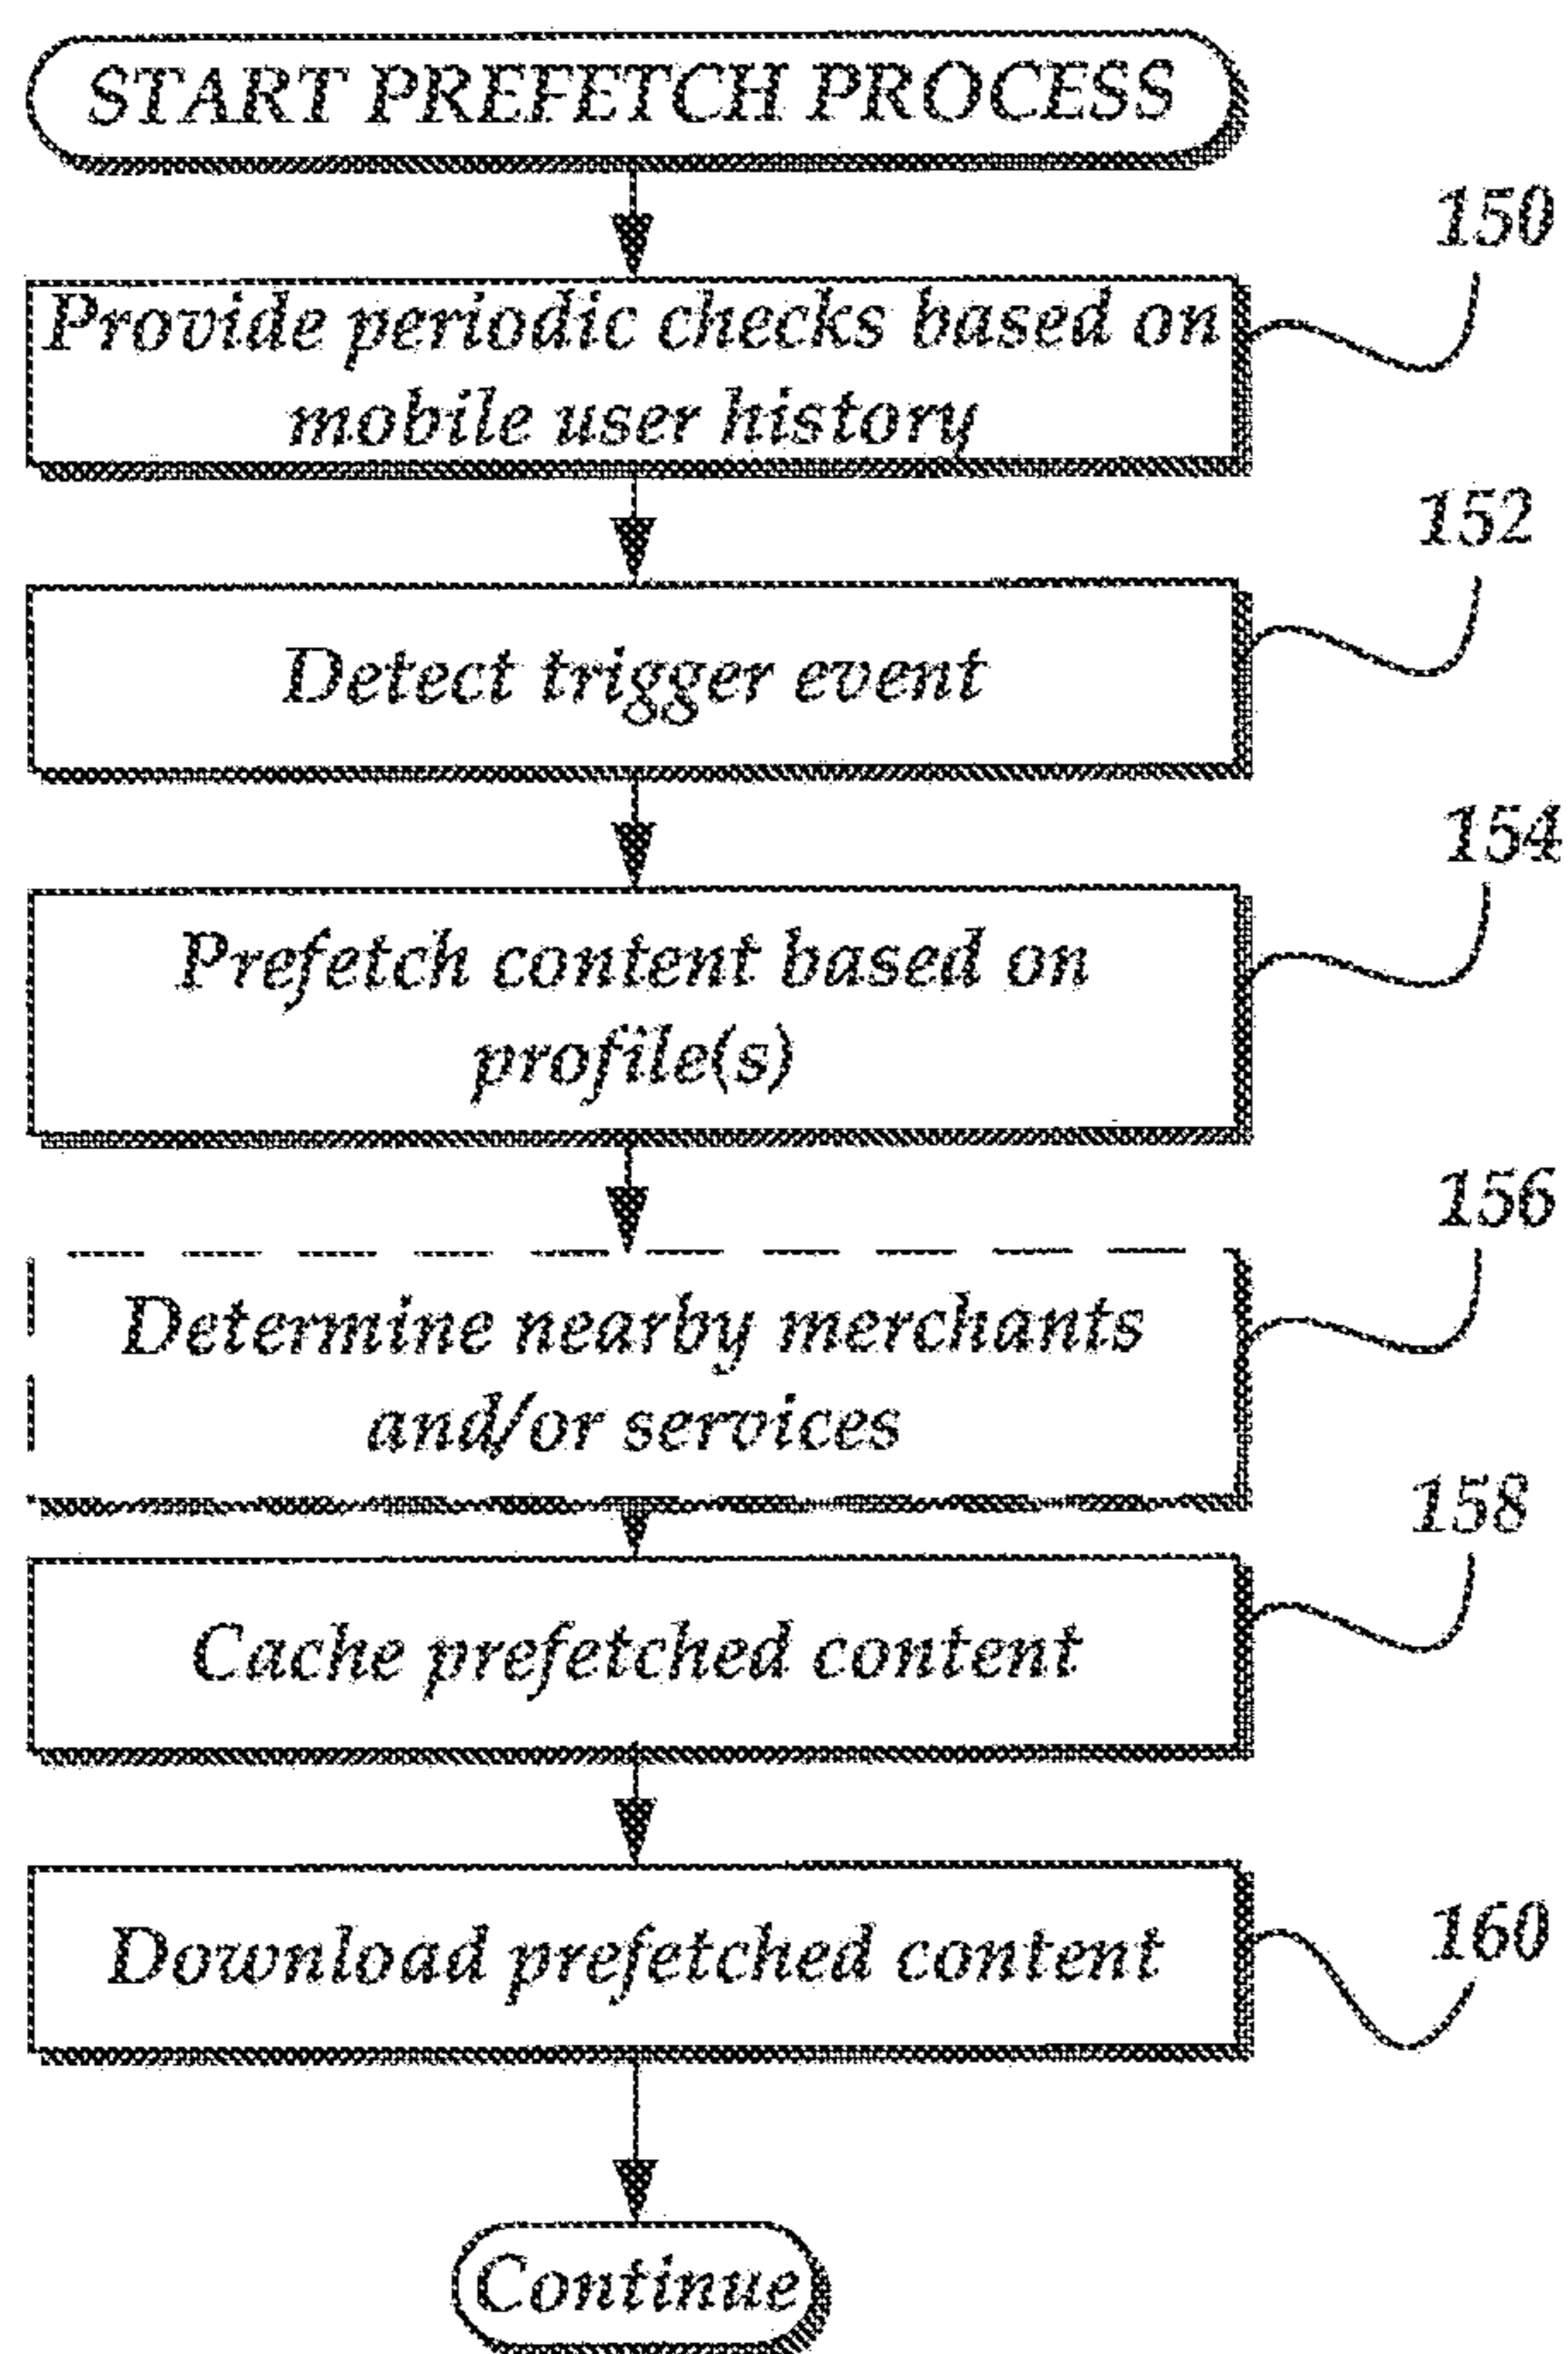 START PREFETCH PROCESS
150
Provide periodic checks based on
mobile user history
152
Detect trigger event
154
Prefetch content based on
profile(s)
156
Determine nearby merchants
and/or services
158
Cache prefetched content
160
Download prefetched content
Continue